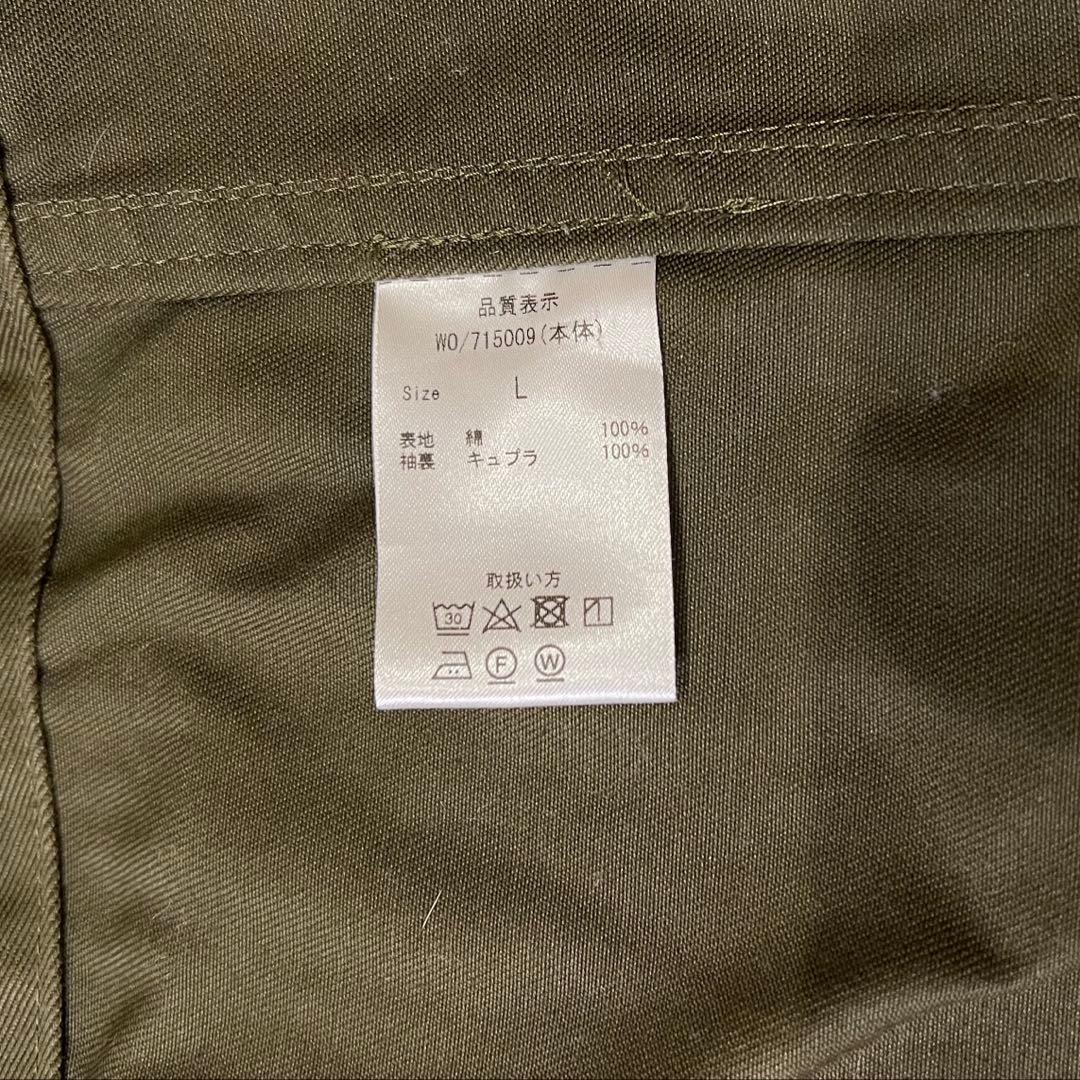 品質表示
WO/715009(本体)
Size L
表地 綿 100%
袖裏 キュプラ 100%
取扱い方
30
F W